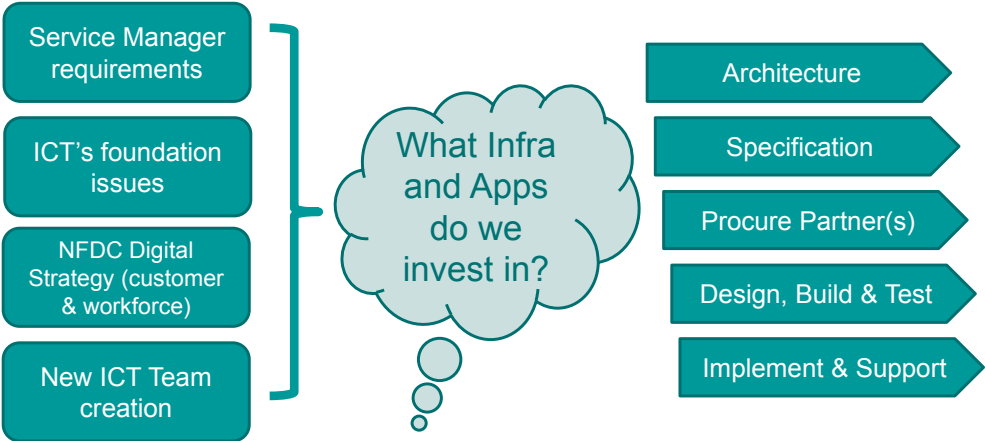 Service Manager
requirements
ICT's foundation
issues
NFDC Digital
Strategy (customer
& workforce)
New ICT Team
creation
What Infra
and Apps
do we
invest in?
Architecture
Specification
Procure Partner(s)
Design, Build & Test
Implement & Support